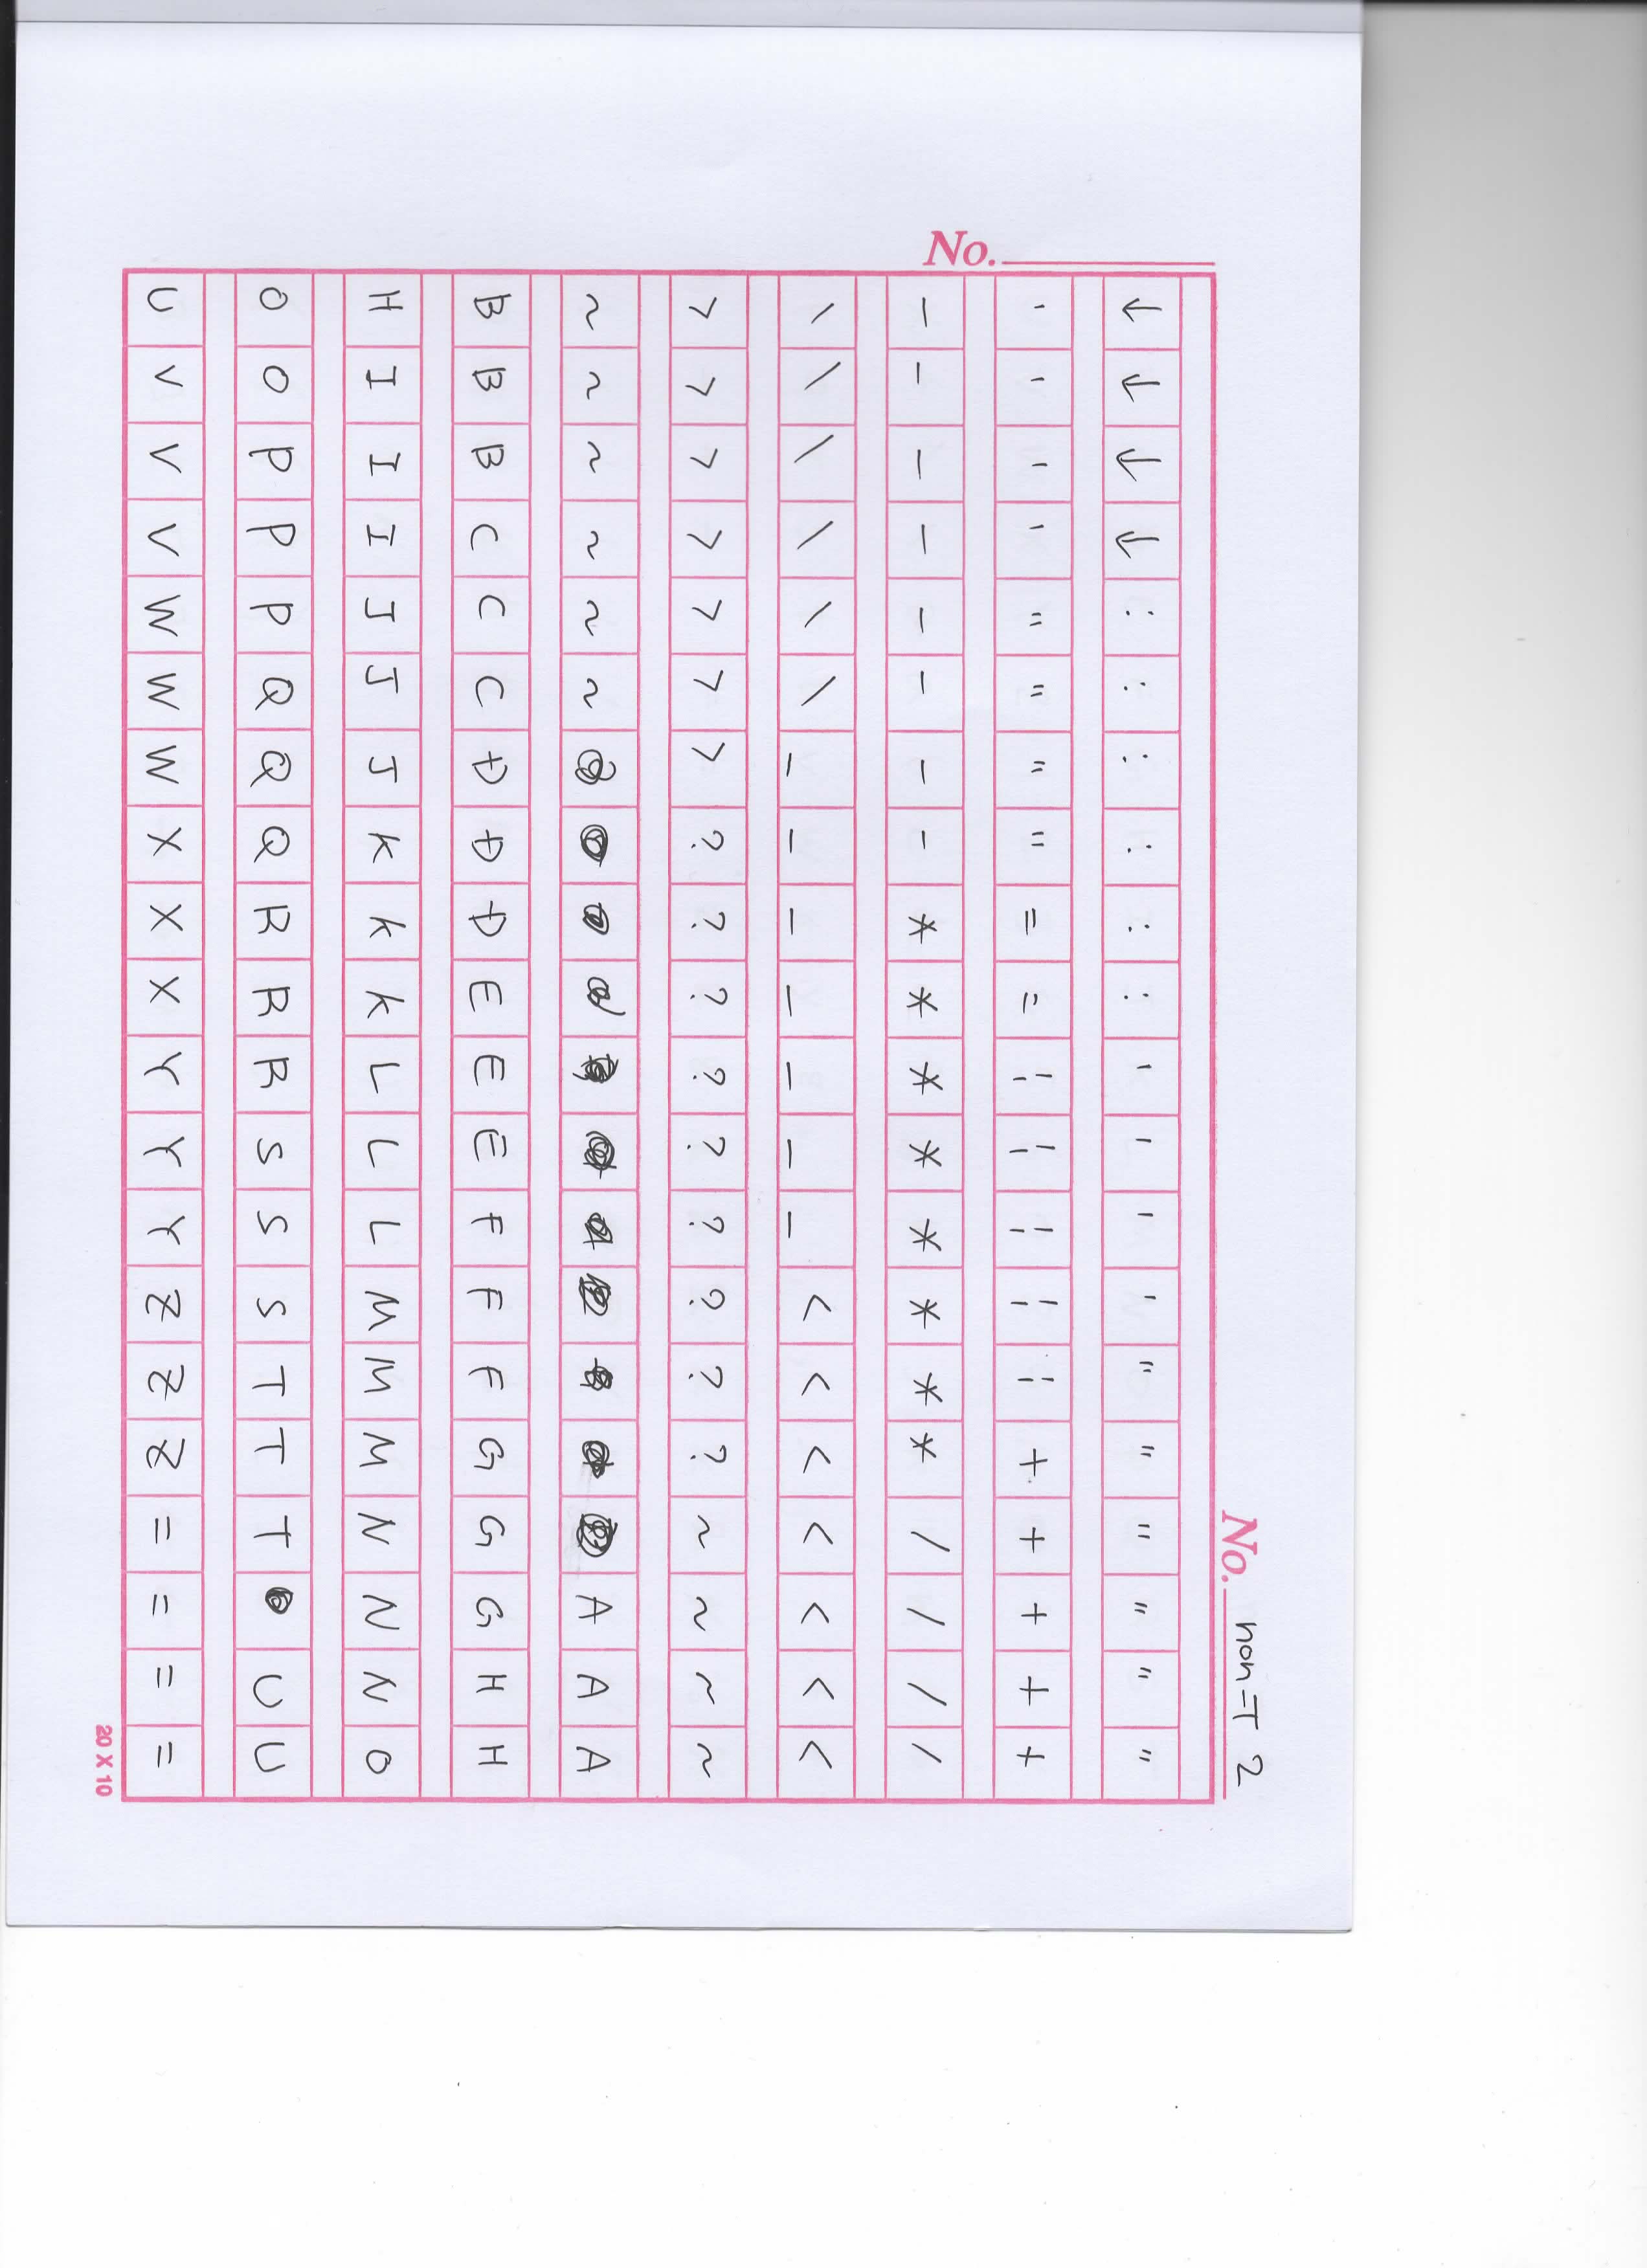 No. non-T 2
No.
↓ ↓ ↓ ↓ ∴ ∴ ∴ ∴ ∴ ∴ ' ' ' ' " " " " " "
' ' ' ' " " " " " " ¦ ¦ ¦ ¦ ¦ + + + + +
- - - - - - - - * * * * * * * * / / / /
\ \ \ \ \ \ _ _ _ _ _ _ _ < < < < < < <
> > > > > > > ? ? ? ? ? ? ? ? ? ~ ~ ~ ~
~ ~ ~ ~ ~ ~ A A A
B B B C C C Đ Đ Đ E E E F F F G G G H H
H I I I J J J K K K L L L M M M N N N O
O O P P P Q Q Q R R R S S S T T T U U
U V V V W W W X X X Y Y Y Z Z Z || || || ||
20 X 10